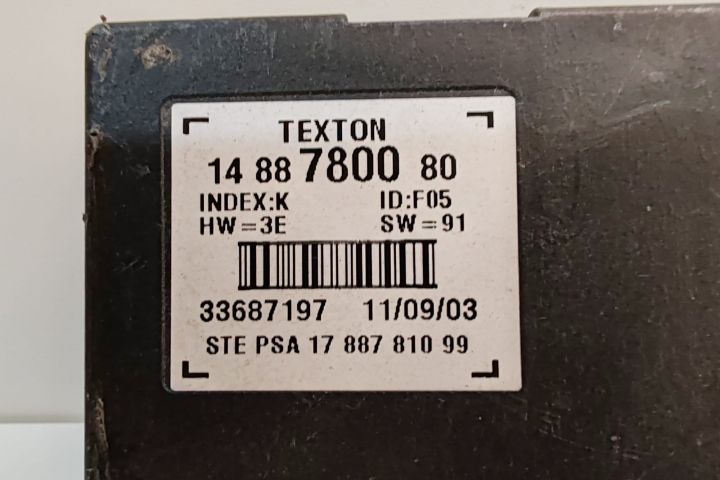 TEXTON
14 88 7800 80
INDEX:K ID:F05
HW=3E SW=91
33687197 11/09/03
STE PSA 17 887 810 99